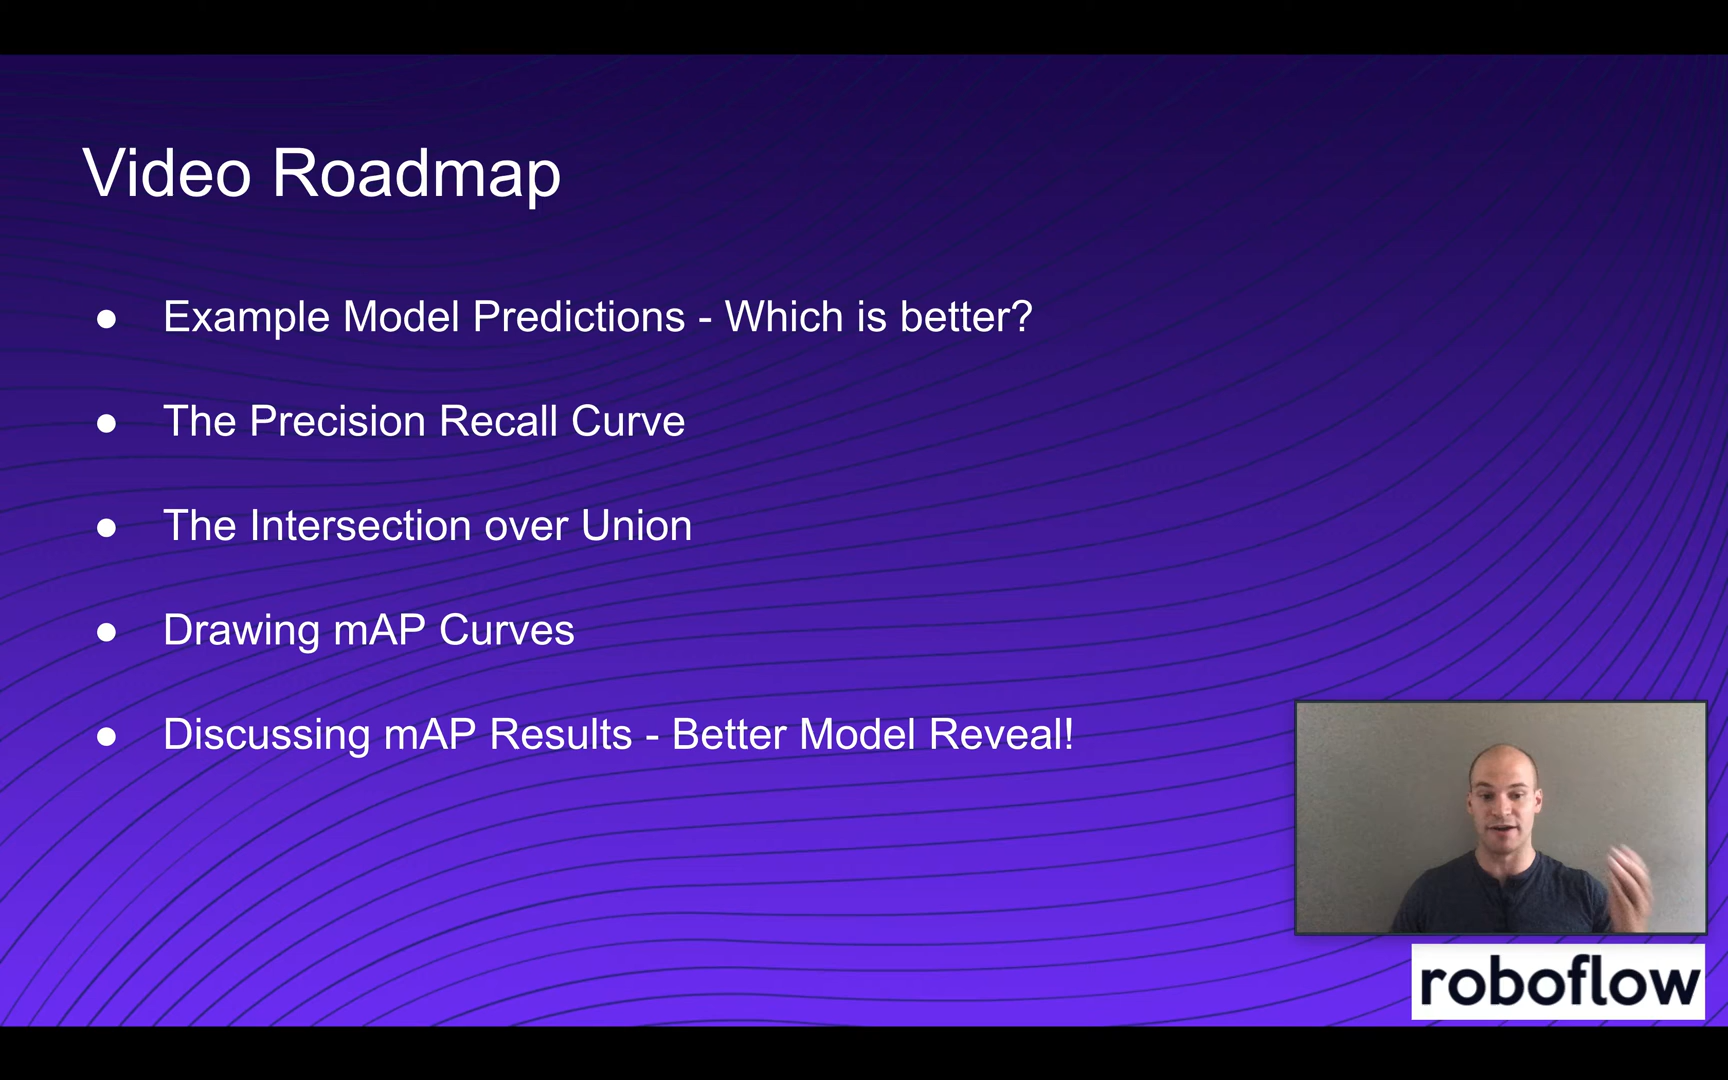 Video Roadmap
● Example Model Predictions - Which is better?
● The Precision Recall Curve
● The Intersection over Union
● Drawing mAP Curves
● Discussing mAP Results - Better Model Reveal!
roboflow